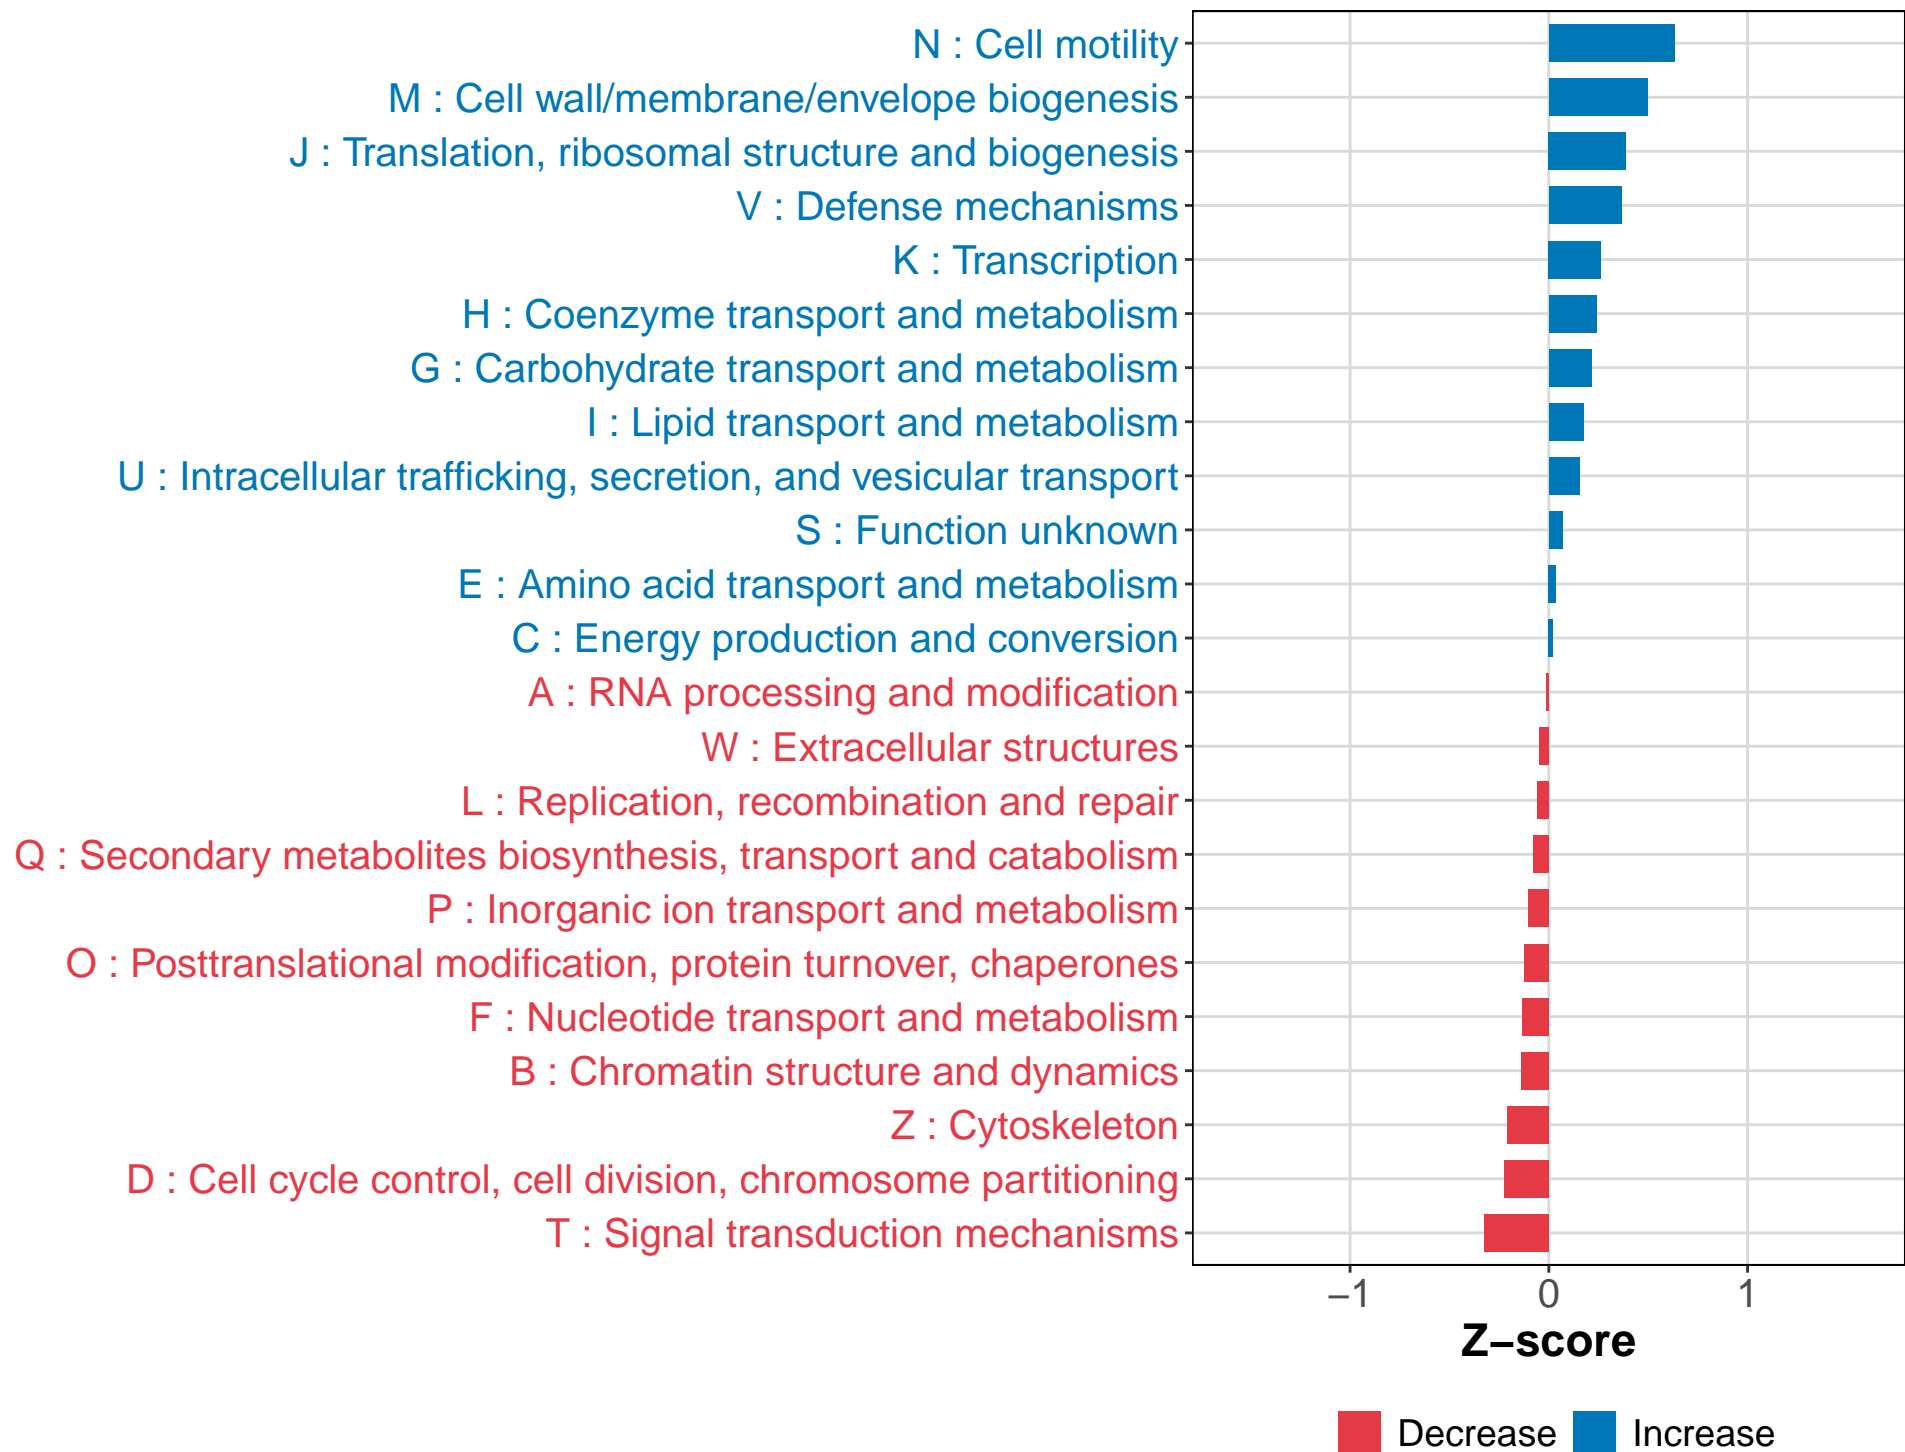 N : Cell motility
M : Cell wall/membrane/envelope biogenesis
J : Translation, ribosomal structure and biogenesis
V : Defense mechanisms
K : Transcription
H : Coenzyme transport and metabolism
G : Carbohydrate transport and metabolism
I : Lipid transport and metabolism
U : Intracellular trafficking, secretion, and vesicular transport
S : Function unknown
E : Amino acid transport and metabolism
C : Energy production and conversion
A : RNA processing and modification
W : Extracellular structures
L : Replication, recombination and repair
Q : Secondary metabolites biosynthesis, transport and catabolism
P : Inorganic ion transport and metabolism
O : Posttranslational modification, protein turnover, chaperones
F : Nucleotide transport and metabolism
B : Chromatin structure and dynamics
Z : Cytoskeleton
D : Cell cycle control, cell division, chromosome partitioning
T : Signal transduction mechanisms
−1 0 1
Z−score
Decrease Increase